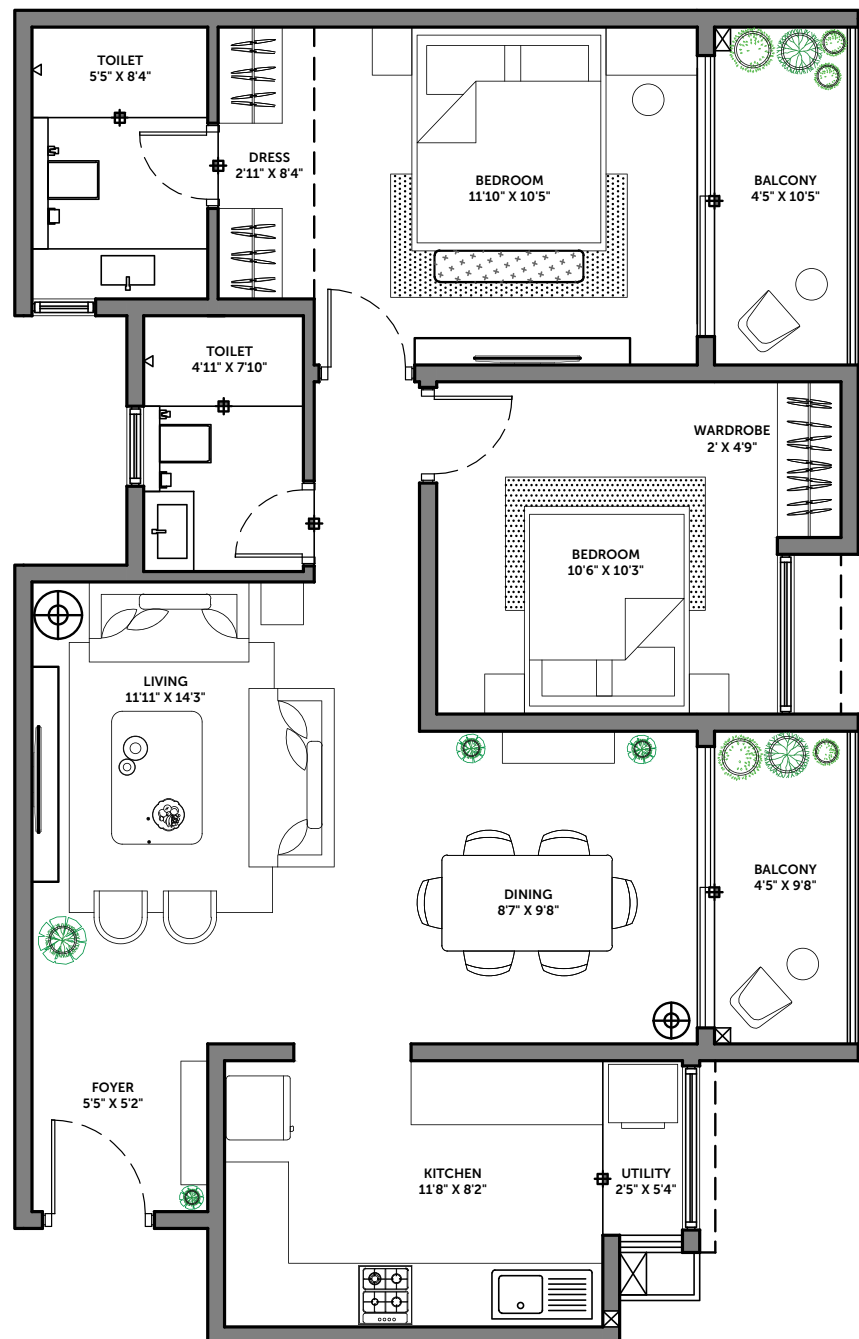 TOILET
5'5" X 8'4"
DRESS
2'11" X 8'4"
BEDROOM
11'10" X 10'5"
BALCONY
4'5" X 10'5"
TOILET
4'11" X 7'10"
WARDROBE
2' X 4'9"
BEDROOM
10'6" X 10'3"
LIVING
11'11" X 14'3"
DINING
8'7" X 9'8"
BALCONY
4'5" X 9'8"
FOYER
5'5" X 5'2"
KITCHEN
11'8" X 8'2"
UTILITY
2'5" X 5'4"